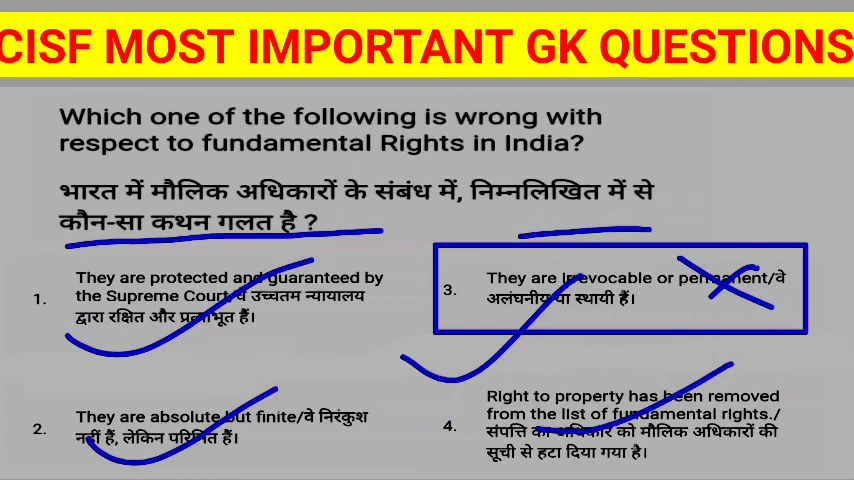 CISF MOST IMPORTANT GK QUESTIONS
Which one of the following is wrong with
respect to fundamental Rights in India?
भारत में मौलिक अधिकारों के संबंध में, निम्नलिखित में से
कौन-सा कथन गलत है ?
1.
They are protected and guaranteed by
the Supreme Court/वे उच्चतम न्यायालय
द्वारा रक्षित और प्रत्याभूत हैं।
2.
They are absolute but finite/वे निरंकुश
नहीं हैं, लेकिन परिमित हैं।
3.
They are Irrevocable or permanent/वे
अलंघनीय या स्थायी हैं।
4.
Right to property has been removed
from the list of fundamental rights./
संपत्ति का अधिकार को मौलिक अधिकारों की
सूची से हटा दिया गया है।